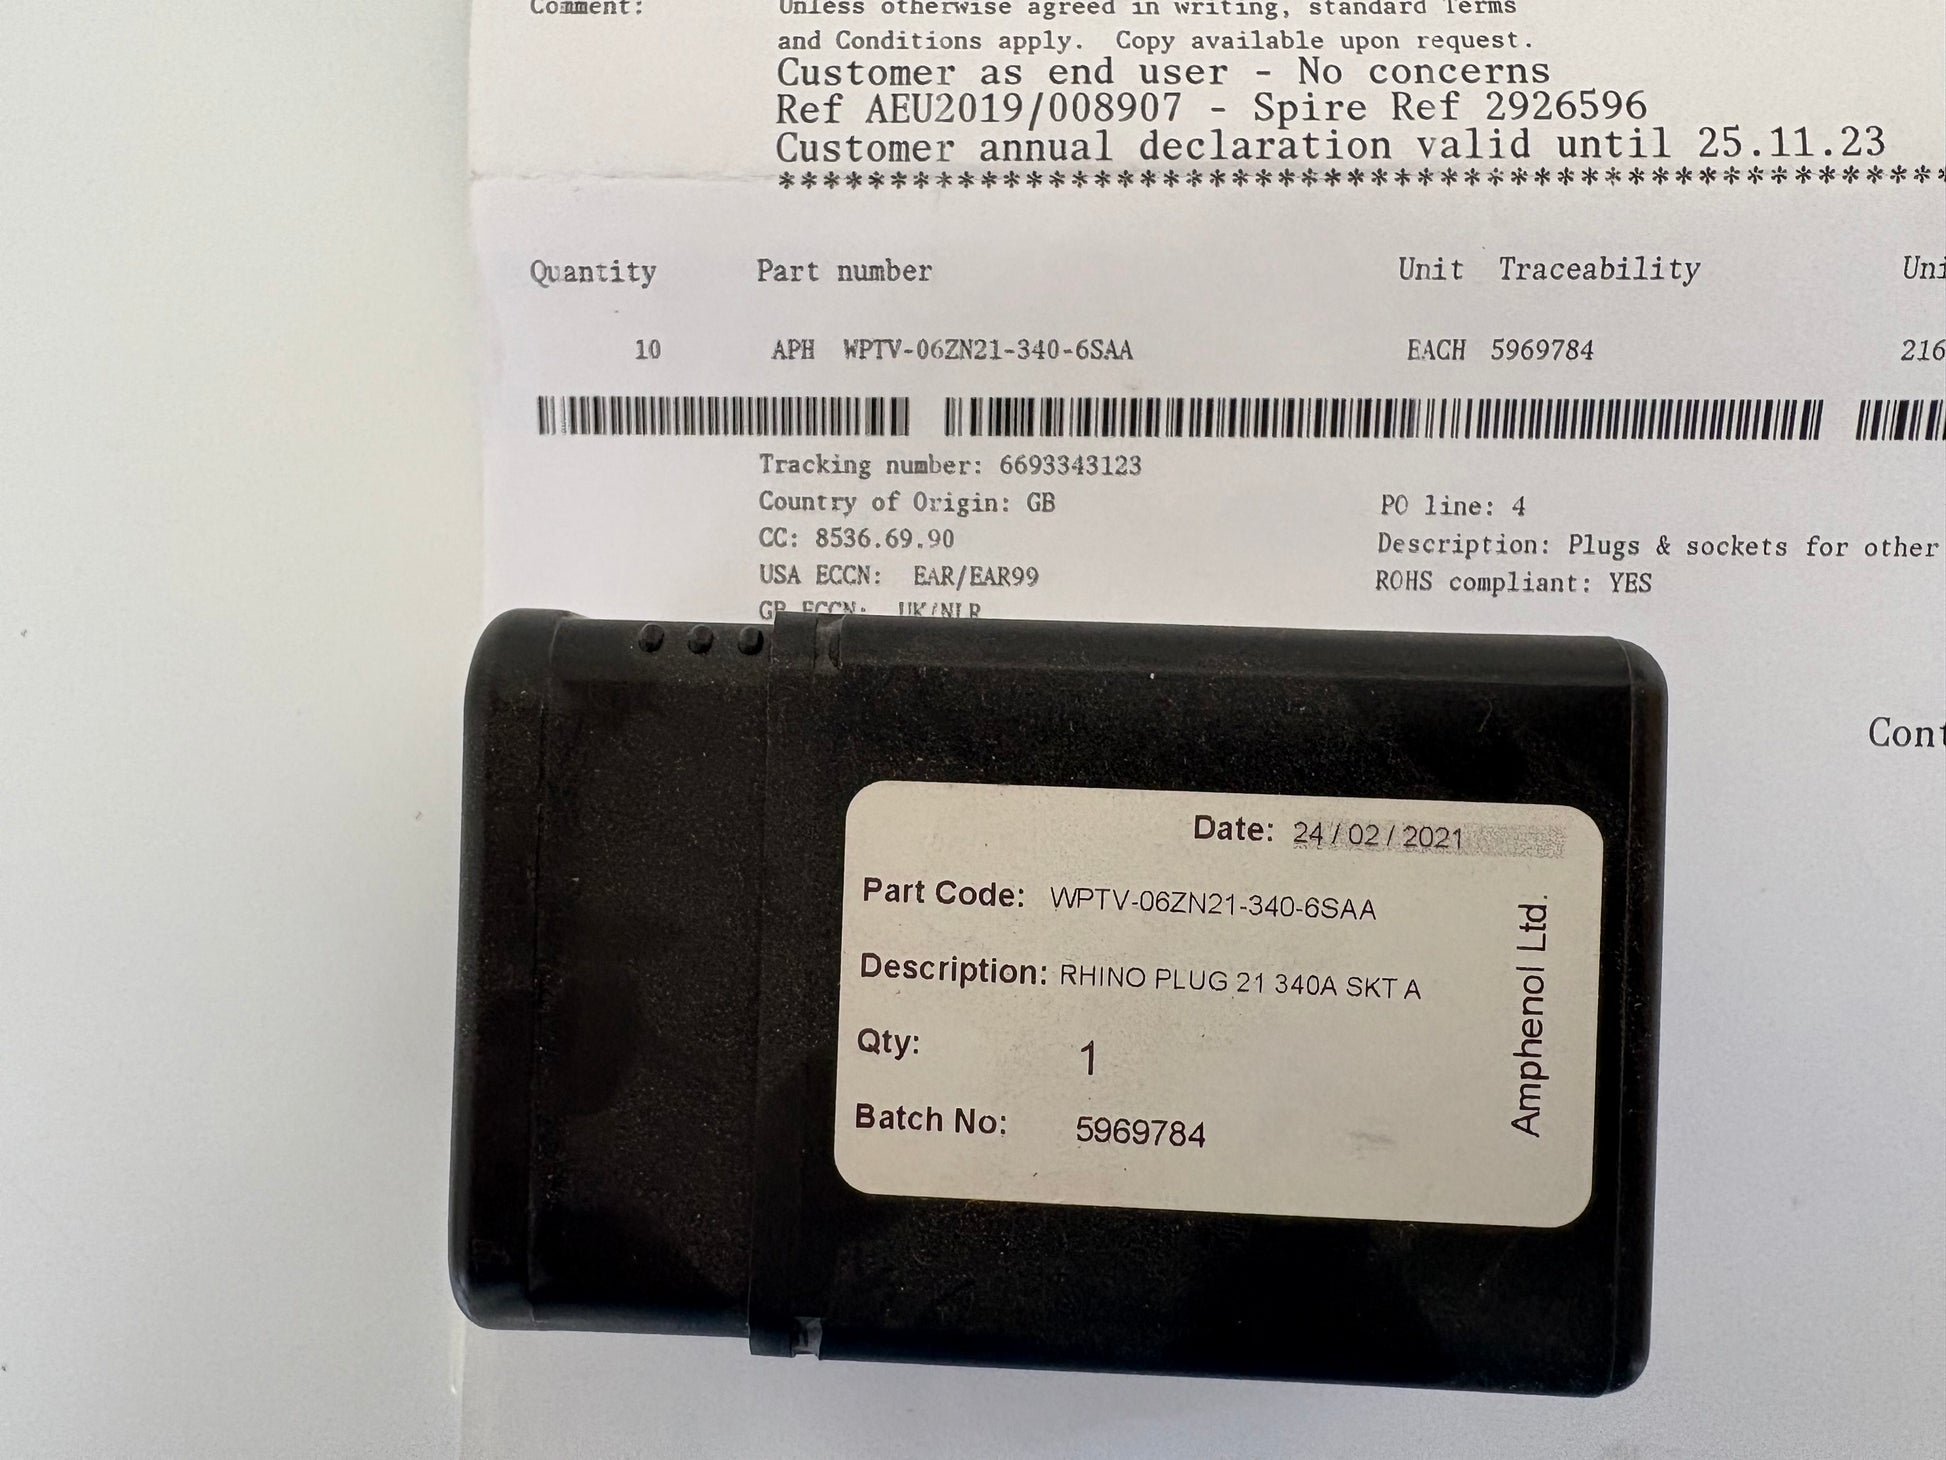 Comment: Unless otherwise agreed in writing, standard Terms
and Conditions apply. Copy available upon request.
Customer as end user - No concerns
Ref AEU2019/008907 - Spire Ref 2926596
Customer annual declaration valid until 25.11.23
Quantity Part number Unit Traceability
10 APH WPTV-06ZN21-340-6SAA EACH 5969784 216
Tracking number: 6693343123
Country of Origin: GB PO line: 4
CC: 8536.69.90 Description: Plugs & sockets for other
USA ECCN: EAR/EAR99 ROHS compliant: YES
GB ECCN: UK/NLR
Date: 24/02/2021
Part Code: WPTV-06ZN21-340-6SAA
Description: RHINO PLUG 21 340A SKT A
Qty: 1
Batch No: 5969784
Amphenol Ltd.